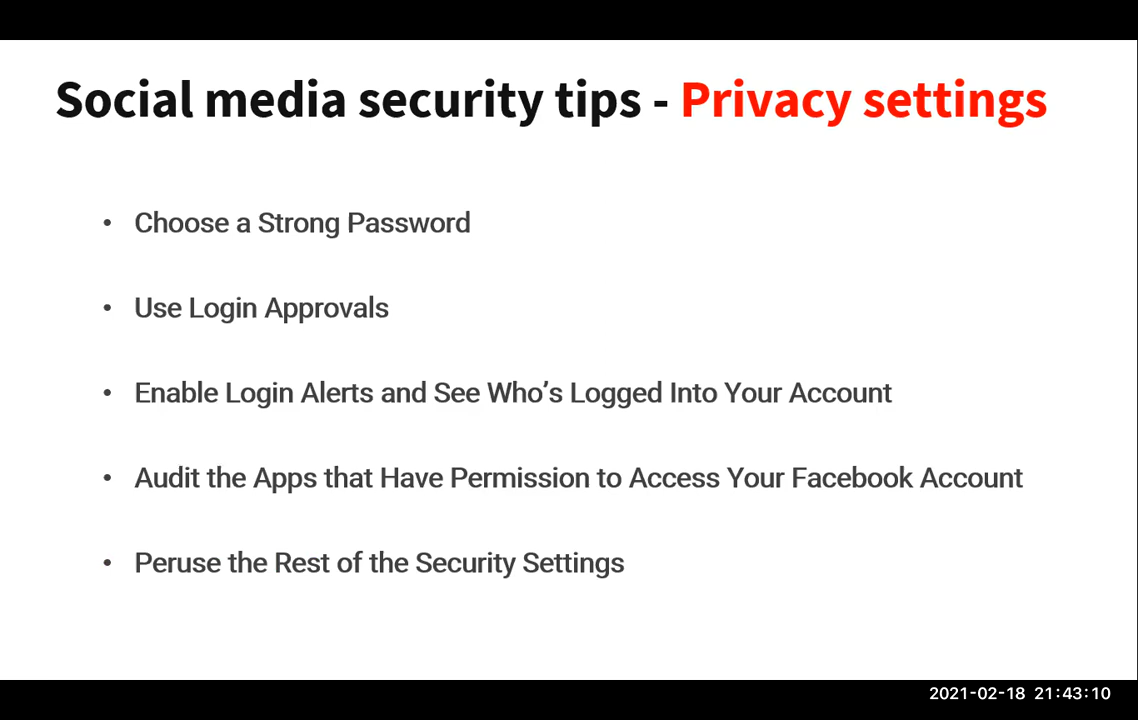 Social media security tips - Privacy settings
• Choose a Strong Password
• Use Login Approvals
• Enable Login Alerts and See Who’s Logged Into Your Account
• Audit the Apps that Have Permission to Access Your Facebook Account
• Peruse the Rest of the Security Settings
2021-02-18 21:43:10